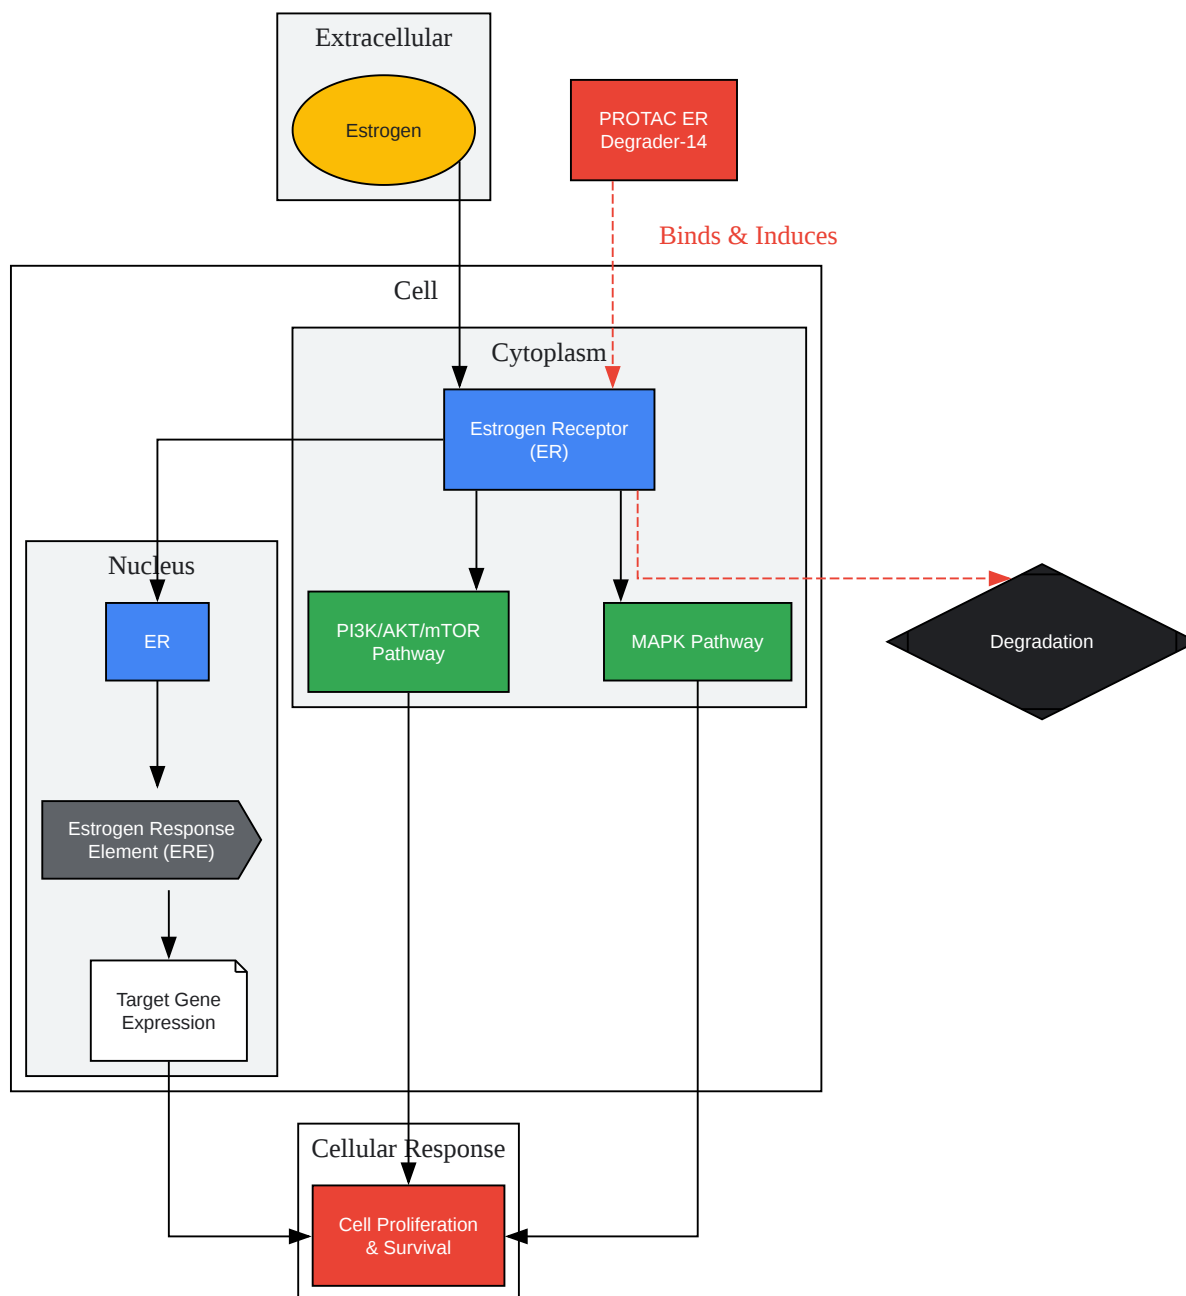 Extracellular
Estrogen
PROTAC ER
Degrader-14
Binds & Induces
Cell
Cytoplasm
Estrogen Receptor
(ER)
Nucleus
ER
PI3K/AKT/mTOR
Pathway
MAPK Pathway
Degradation
Estrogen Response
Element (ERE)
Target Gene
Expression
Cellular Response
Cell Proliferation
& Survival